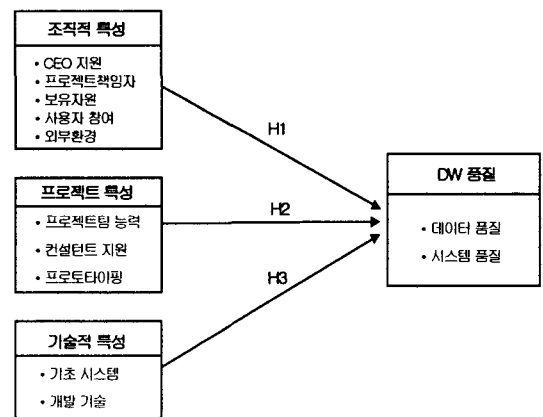 조직적 특성
• CEO 지원
• 프로젝트책임자
• 보유자원
• 사용자 참여
• 외부환경
H1
프로젝트 특성
• 프로젝트팀 능력
• 컨설턴트 지원
• 프로토타이핑
H2
DW 품질
• 데이터 품질
• 시스템 품질
H3
기술적 특성
• 기초 시스템
• 개발 기술